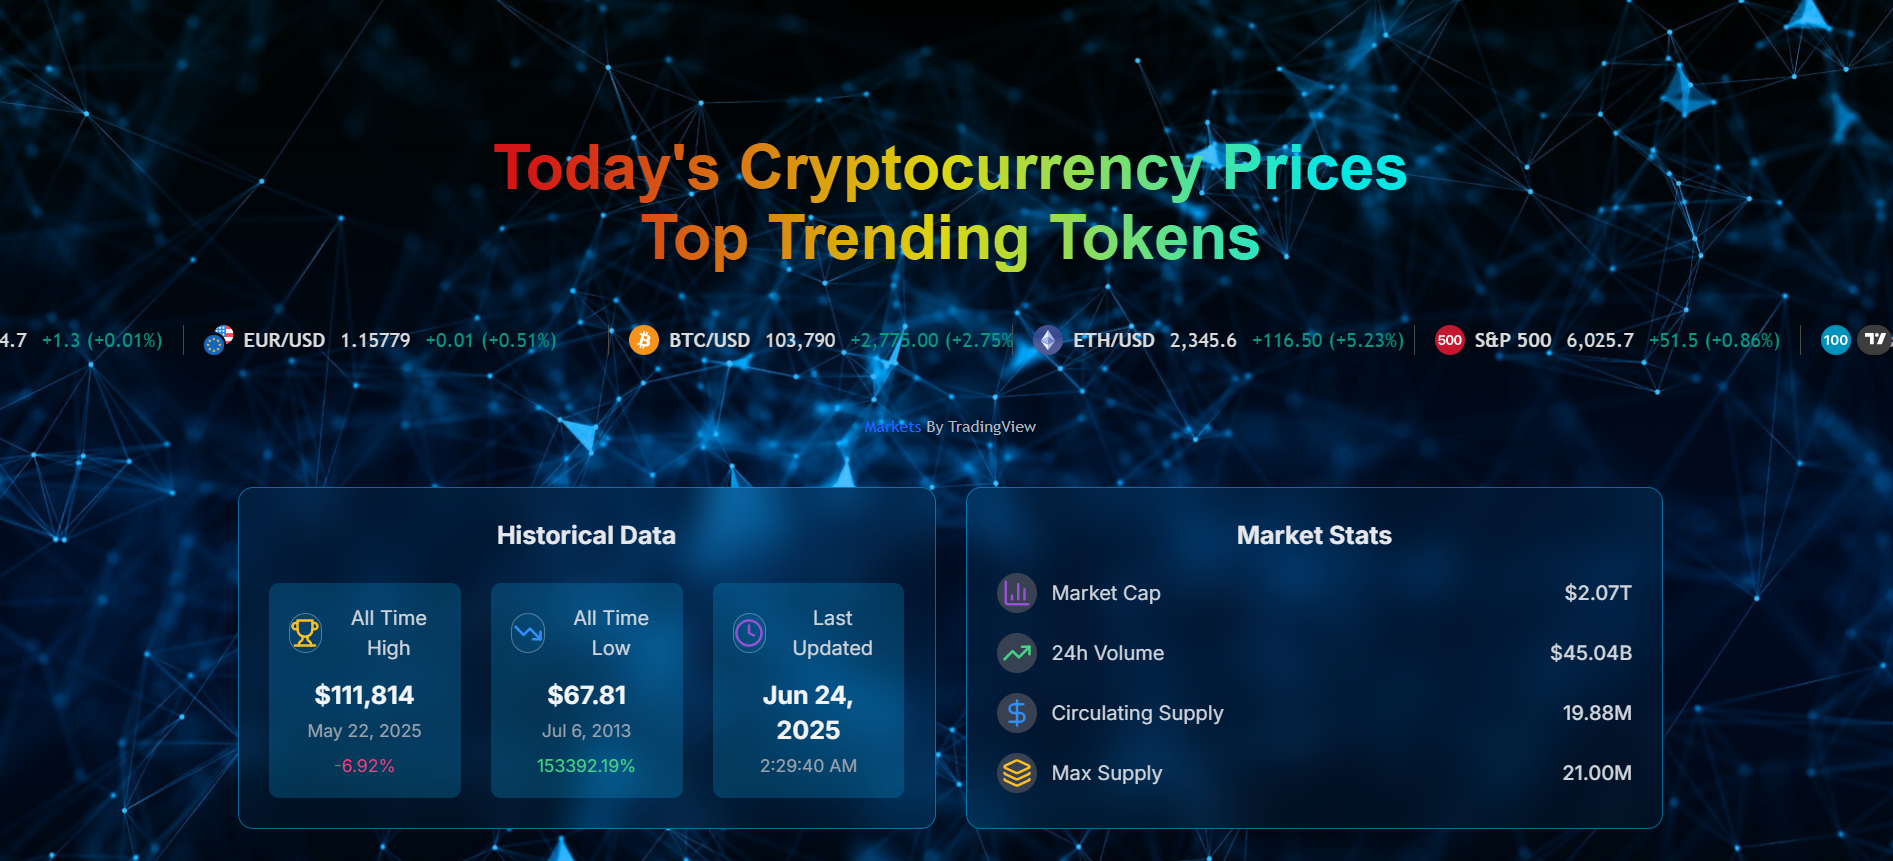 Today's Cryptocurrency Prices
Top Trending Tokens
4.7 +1.3 (+0.01%) EUR/USD 1.15779 +0.01 (+0.51%) BTC/USD 103,790 +2,775.00 (+2.75% ETH/USD 2,345.6 +116.50 (+5.23%) 500 S&P 500 6,025.7 +51.5 (+0.86%) 100
Markets By TradingView
Historical Data
All Time
High
$111,814
May 22, 2025
-6.92%
All Time
Low
$67.81
Jul 6, 2013
153392.19%
Last
Updated
Jun 24,
2025
2:29:40 AM
Market Stats
Market Cap $2.07T
24h Volume $45.04B
Circulating Supply 19.88M
Max Supply 21.00M